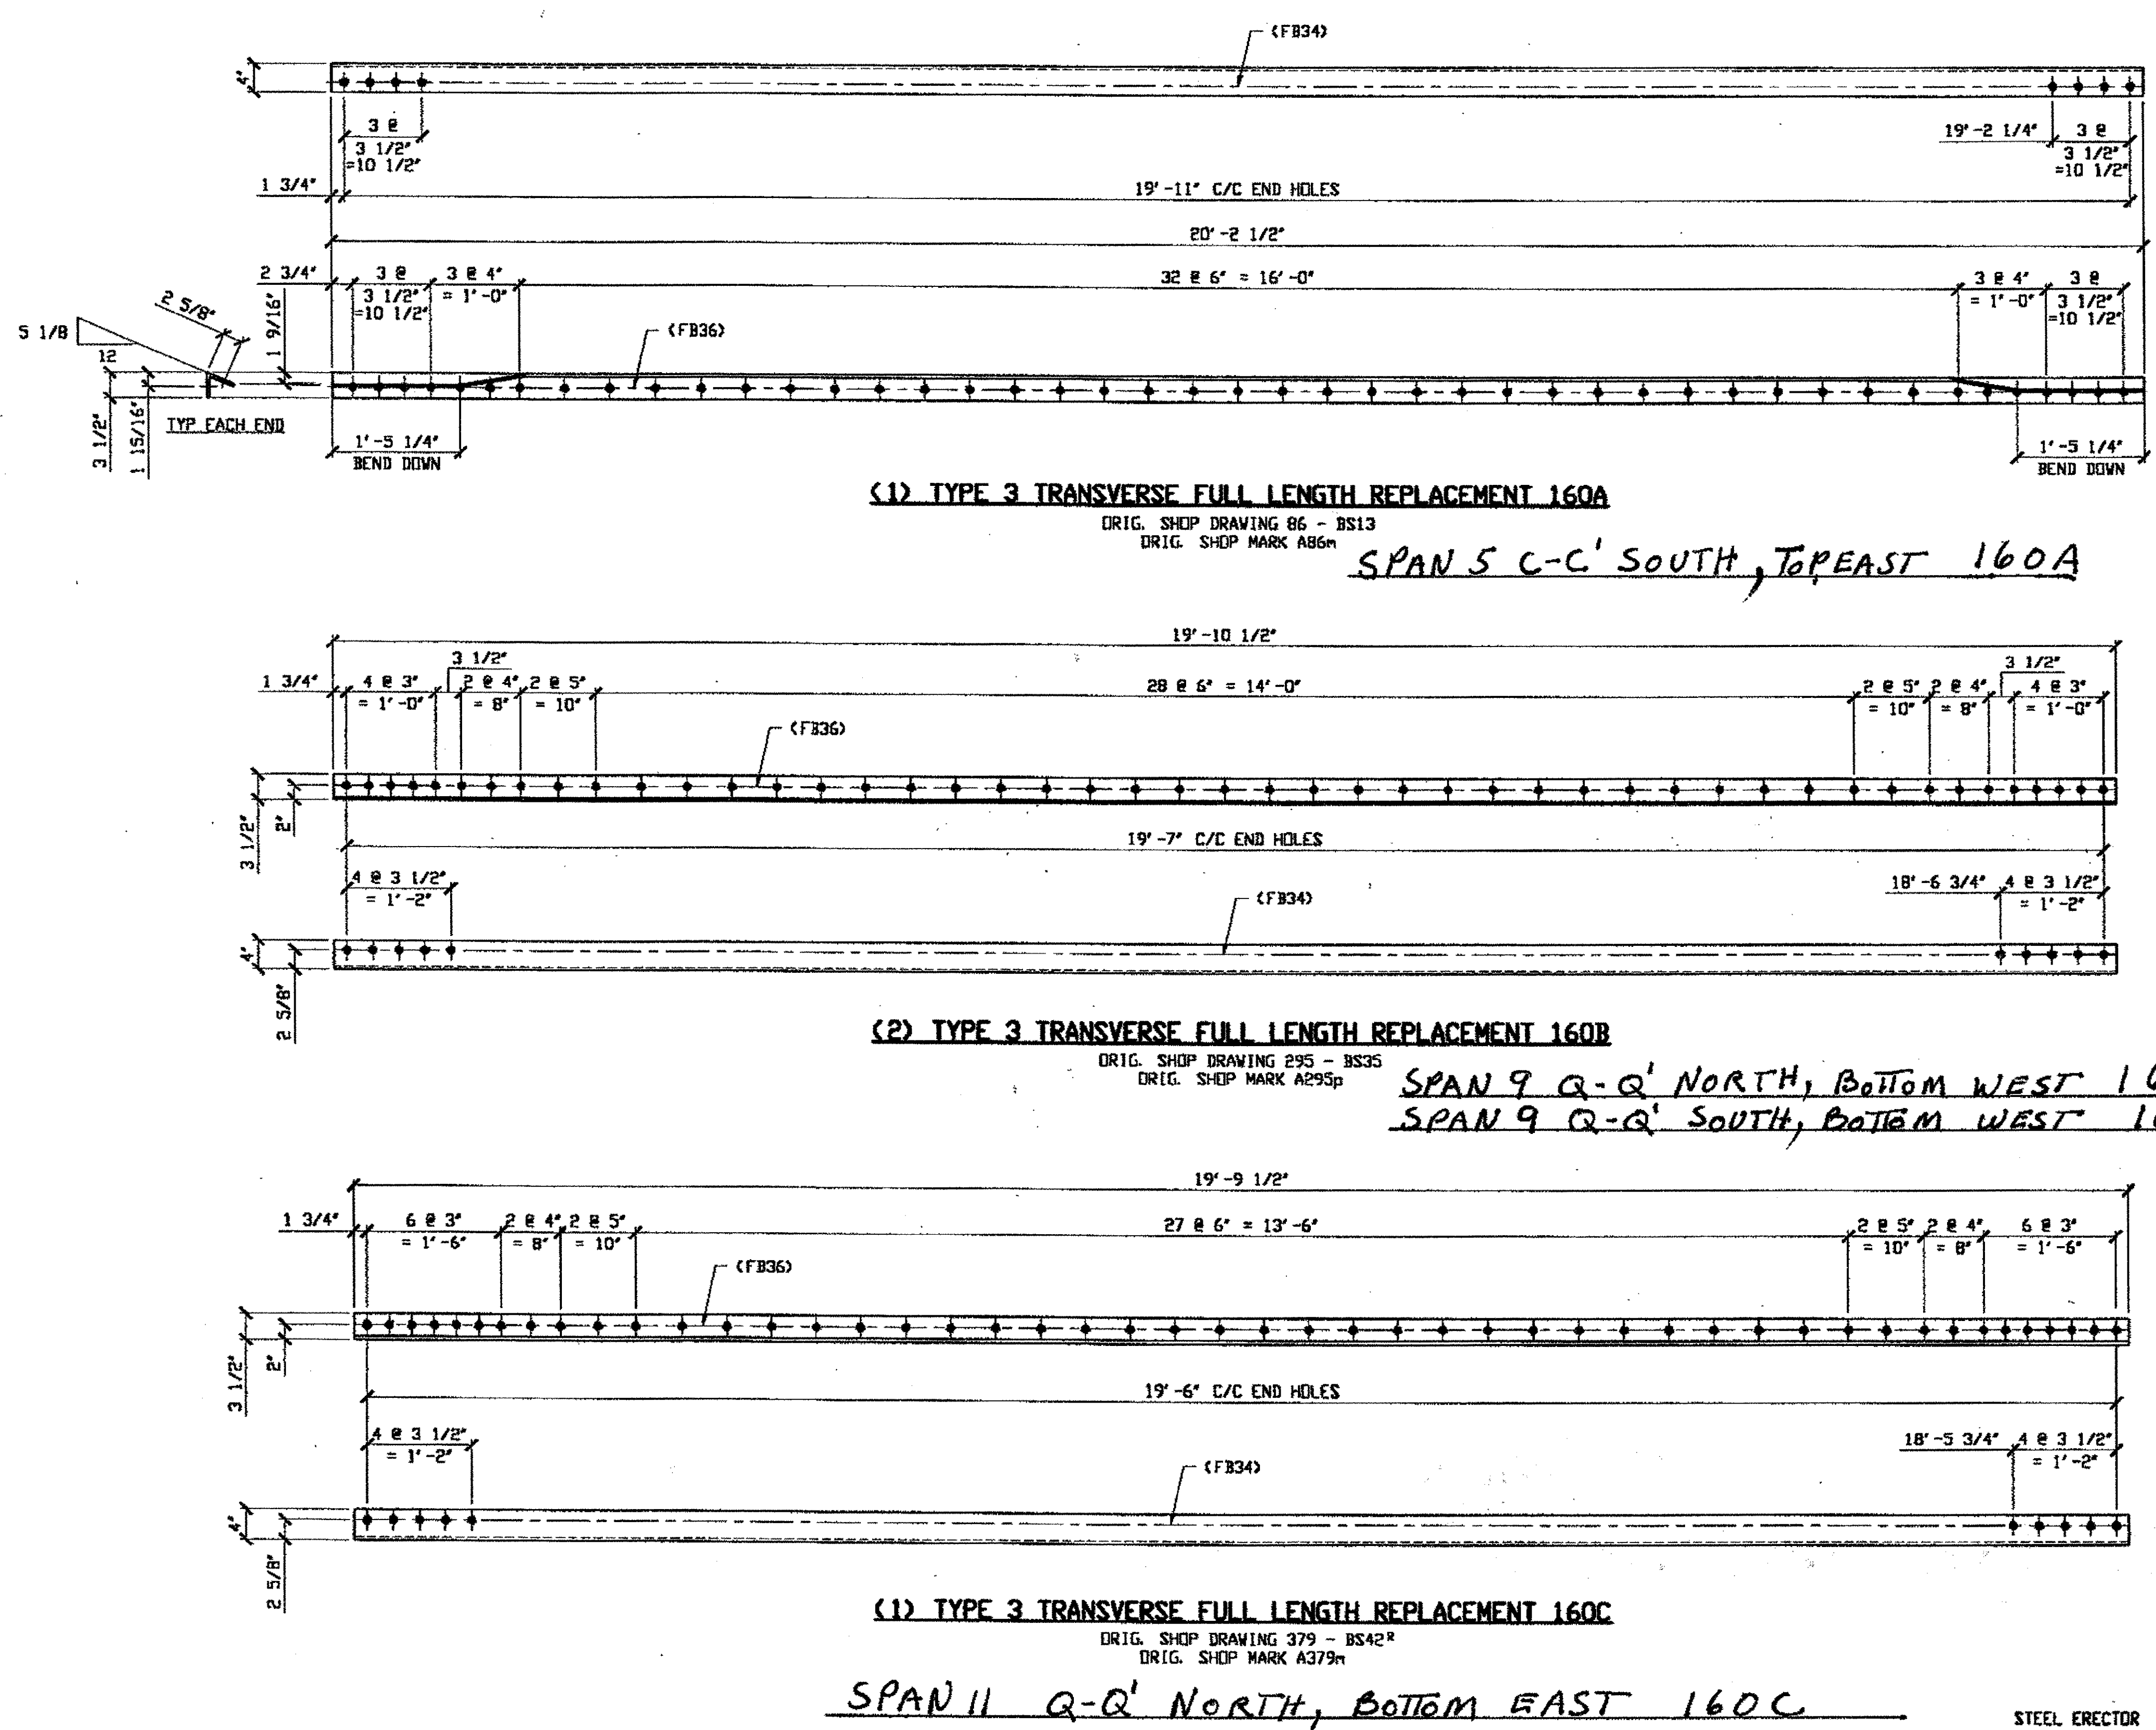 (FB34)
4"
3 @
3 1/2"
=10 1/2"
19'-2 1/4"
3 @
3 1/2"
=10 1/2"
1 3/4"
19'-11" C/C END HOLES
20'-2 1/2"
2 3/4"
3 @
3 1/2"
=10 1/2"
3 @ 4"
= 1'-0"
32 @ 6" = 16'-0"
3 @ 4"
= 1'-0"
3 @
3 1/2"
=10 1/2"
2 5/8"
1 9/16"
5 1/8
12
(FB36)
3 1/2"
1 15/16"
TYP EACH END
1'-5 1/4"
BEND DOWN
1'-5 1/4"
BEND DOWN
(1) TYPE 3 TRANSVERSE FULL LENGTH REPLACEMENT 160A
ORIG. SHOP DRAWING 86 - BS13
ORIG. SHOP MARK A86m
SPAN 5 C-C' SOUTH, TOP EAST 160A
19'-10 1/2"
1 3/4"
4 @ 3"
= 1'-0"
3 1/2"
2 @ 4"
= 8"
2 @ 5"
= 10"
28 @ 6" = 14'-0"
2 @ 5"
= 10"
2 @ 4"
= 8"
3 1/2"
4 @ 3"
= 1'-0"
(FB36)
3 1/2"
2"
19'-7" C/C END HOLES
4 @ 3 1/2"
= 1'-2"
(FB34)
18'-6 3/4"
4 @ 3 1/2"
= 1'-2"
4"
2 5/8"
(2) TYPE 3 TRANSVERSE FULL LENGTH REPLACEMENT 160B
ORIG. SHOP DRAWING 295 - BS35
ORIG. SHOP MARK A295p
SPAN 9 Q-Q' NORTH, BOTTOM WEST
SPAN 9 Q-Q' SOUTH, BOTTOM WEST
19'-9 1/2"
1 3/4"
6 @ 3"
= 1'-6"
2 @ 4"
= 8"
2 @ 5"
= 10"
27 @ 6" = 13'-6"
2 @ 5"
= 10"
2 @ 4"
= 8"
6 @ 3"
= 1'-6"
(FB36)
3 1/2"
2"
19'-6" C/C END HOLES
4 @ 3 1/2"
= 1'-2"
(FB34)
18'-5 3/4"
4 @ 3 1/2"
= 1'-2"
4"
2 5/8"
(1) TYPE 3 TRANSVERSE FULL LENGTH REPLACEMENT 160C
ORIG. SHOP DRAWING 379 - BS42R
ORIG. SHOP MARK A379m
SPAN 11 Q-Q' NORTH, BOTTOM EAST 160C
STEEL ERECTOR